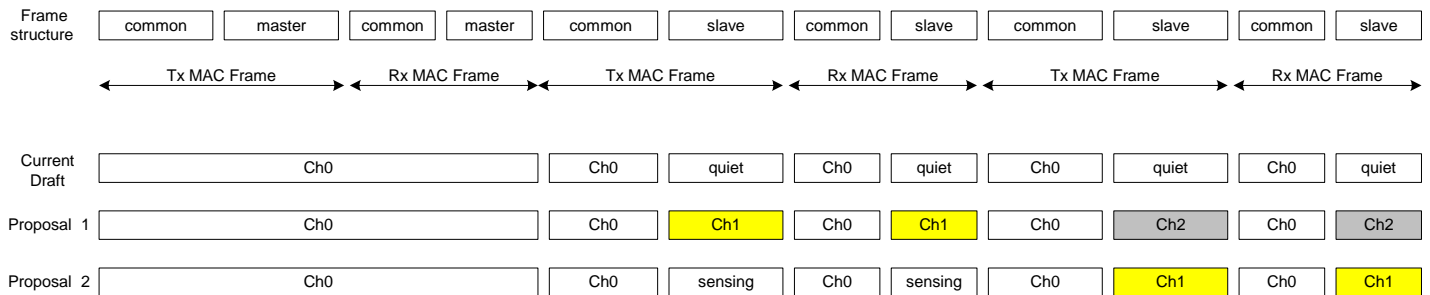 Frame
structure
common master common master common slave common slave common slave common slave
Tx MAC Frame Rx MAC Frame Tx MAC Frame Rx MAC Frame Tx MAC Frame Rx MAC Frame
Current
Draft
Ch0 Ch0 quiet Ch0 quiet Ch0 quiet Ch0 quiet
Proposal 1 Ch0 Ch0 Ch1 Ch0 Ch1 Ch0 Ch2 Ch0 Ch2
Proposal 2 Ch0 Ch0 sensing Ch0 sensing Ch0 Ch1 Ch0 Ch1